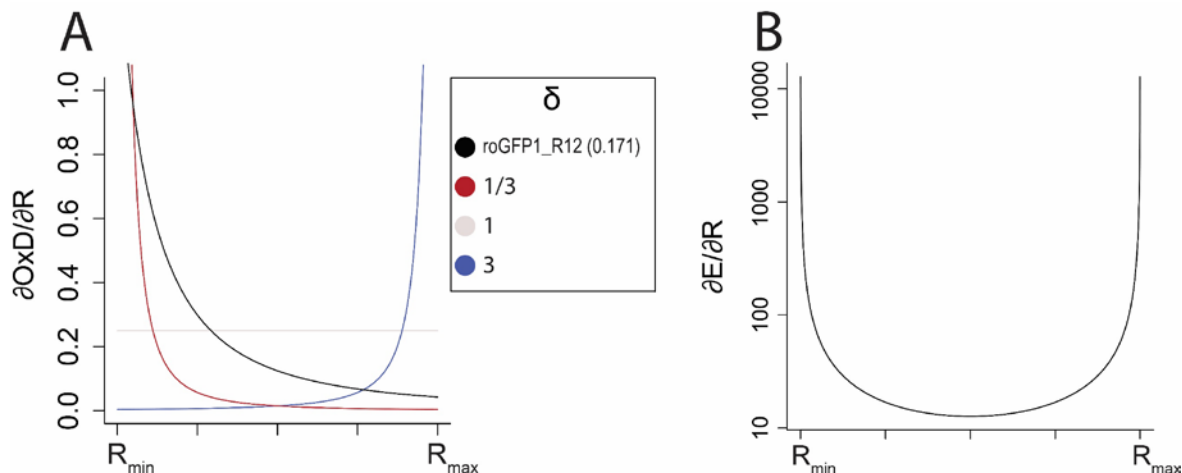 A
∂OxD/∂R
1.0
0.8
0.6
0.4
0.2
0.0
R_min
R_max
δ
roGFP1_R12 (0.171)
1/3
1
3
B
∂E/∂R
10000
1000
100
10
R_min
R_max